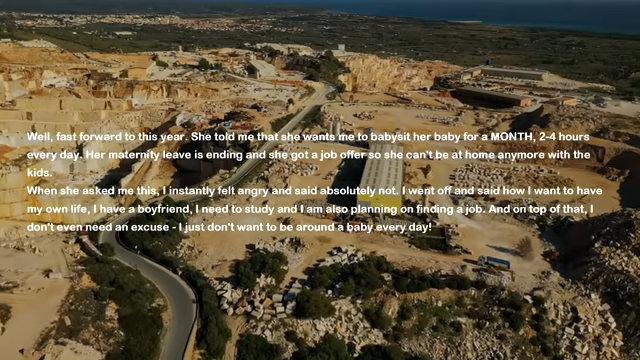 Well, fast forward to this year. She told me that she wants me to babysit her baby for a MONTH, 2-4 hours
every day. Her maternity leave is ending and she got a job offer so she can't be at home anymore with the
kids.
When she asked me this, I instantly felt angry and said absolutely not. I went off and said how I want to have
my own life, I have a boyfriend, I need to study and I am also planning on finding a job. And on top of that, I
don't even need an excuse - I just don't want to be around a baby every day!